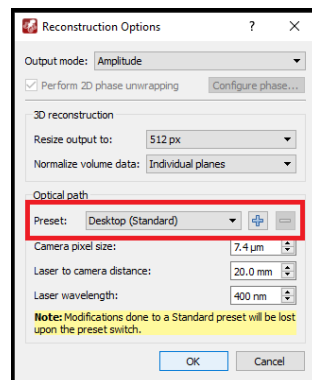 Reconstruction Options ? ×
Output mode: Amplitude
Perform 2D phase unwrapping Configure phase...
3D reconstruction
Resize output to: 512 px
Normalize volume data: Individual planes
Optical path
Preset: Desktop (Standard)
Camera pixel size: 7.4 µm
Laser to camera distance: 20.0 mm
Laser wavelength: 400 nm
Note: Modifications done to a Standard preset will be lost
upon the preset switch.
OK Cancel